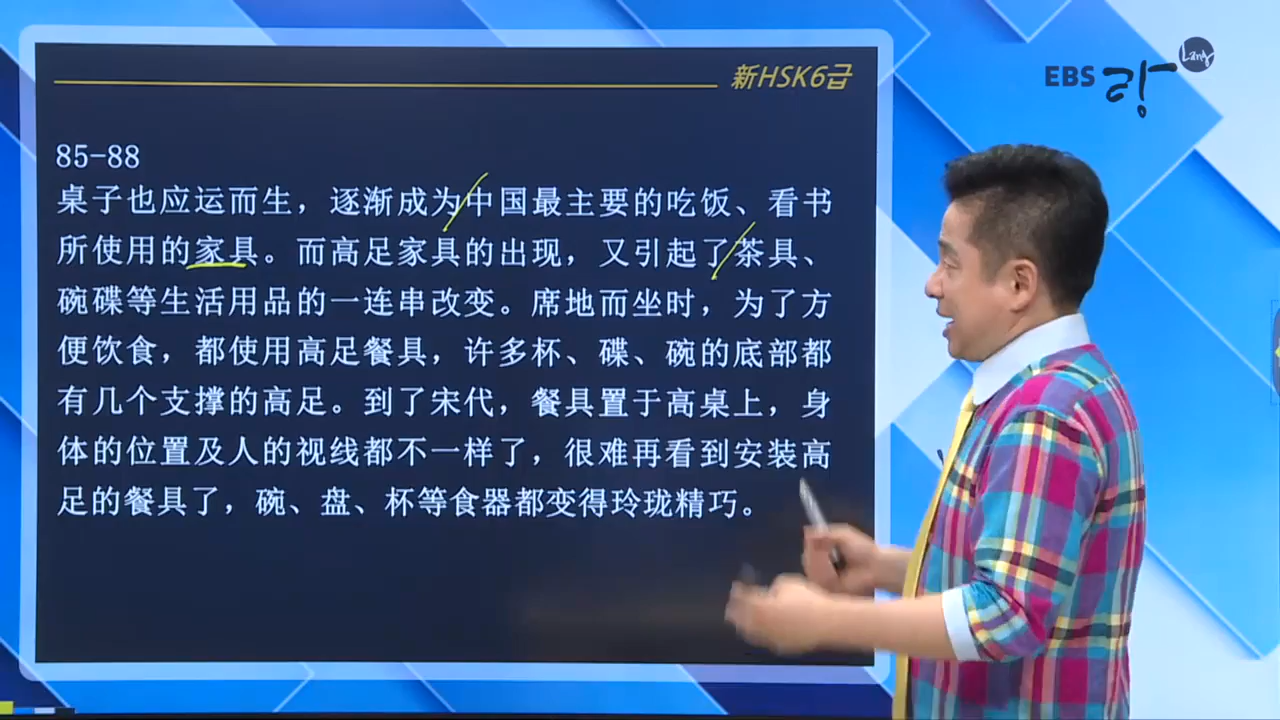 新HSK6급
EBS 랑
Lang
85-88
桌子也应运而生，逐渐成为中国最主要的吃饭、看书
所使用的家具。而高足家具的出现，又引起了茶具、
碗碟等生活用品的一连串改变。席地而坐时，为了方
便饮食，都使用高足餐具，许多杯、碟、碗的底部都
有几个支撑的高足。到了宋代，餐具置于高桌上，身
体的位置及人的视线都不一样了，很难再看到安装高
足的餐具了，碗、盘、杯等食器都变得玲珑精巧。